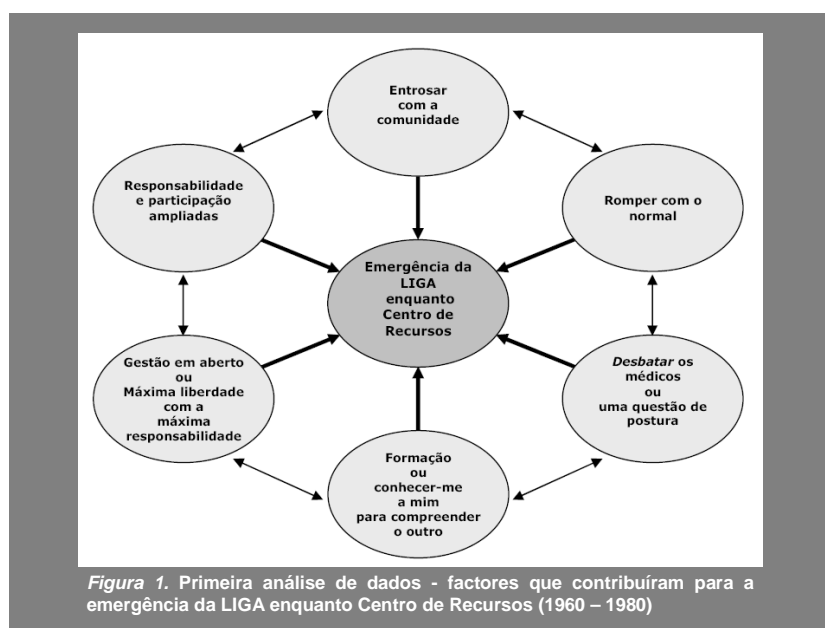 Entrosar
com a
comunidade
Responsabilidade
e participação
ampliadas
Romper com o
normal
Emergência da
LIGA
enquanto
Centro de
Recursos
Gestão em aberto
ou
Máxima liberdade
com a
máxima
responsabilidade
Desbatar os
médicos
ou
uma questão de
postura
Formação
ou
conhecer-me
a mim
para compreender
o outro
Figura 1. Primeira análise de dados - factores que contribuíram para a
emergência da LIGA enquanto Centro de Recursos (1960 – 1980)